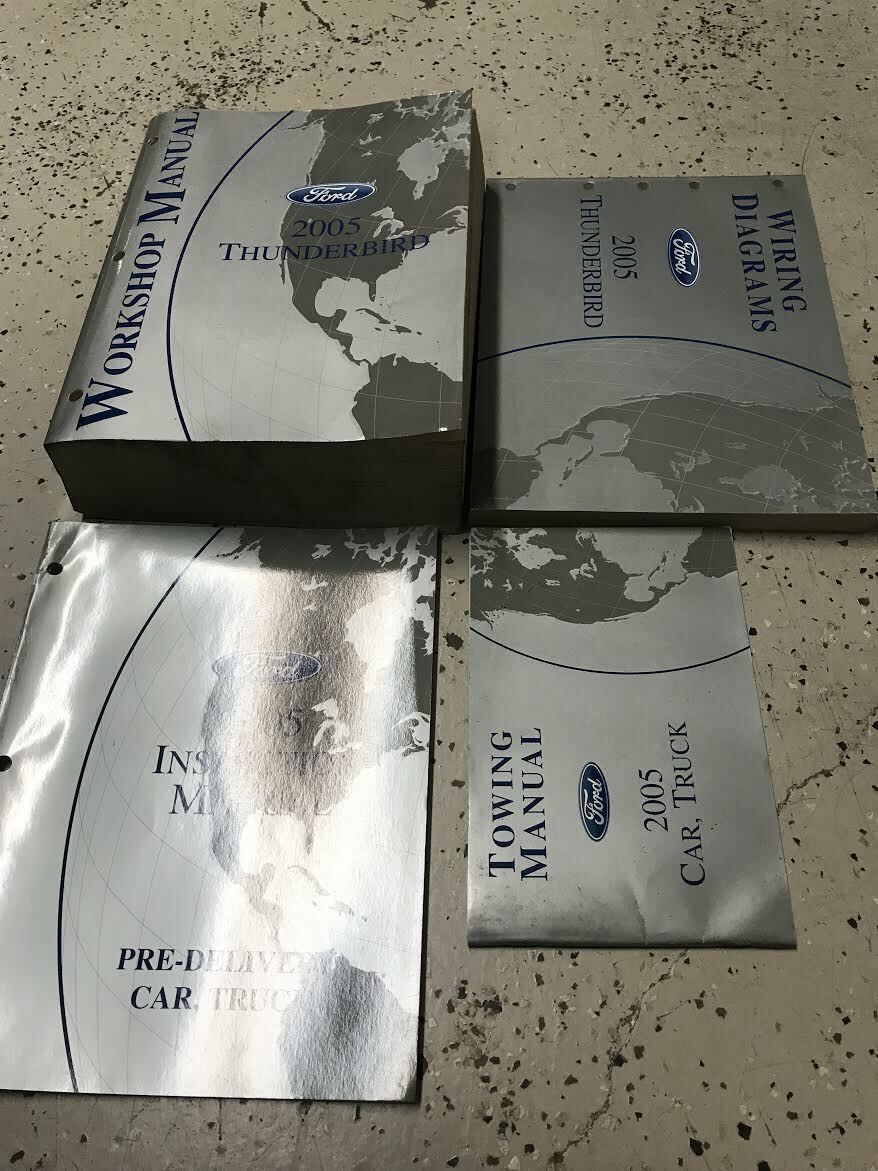 WORKSHOP MANUAL
Ford
2005
THUNDERBIRD
WIRING
DIAGRAMS
Ford
2005
THUNDERBIRD
Ford
PRE-DELIVERY
CAR, TRUCK
TOWING
MANUAL
Ford
2005
CAR, TRUCK